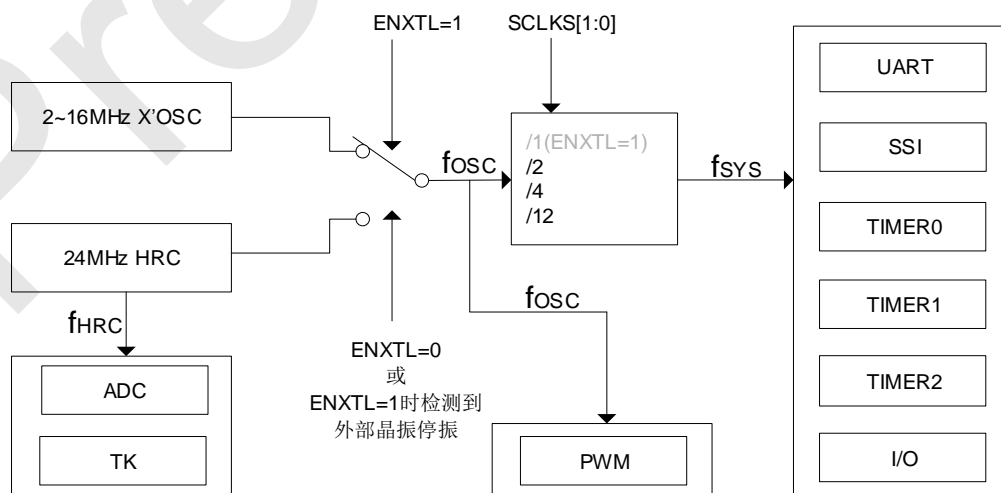 ENXTL=1
SCLKS[1:0]
2~16MHz X'OSC
24MHz HRC
fHRC
ADC
TK
fOSC
/1(ENXTL=1)
/2
/4
/12
fSYS
fOSC
PWM
ENXTL=0
或
ENXTL=1时检测到
外部晶振停振
UART
SSI
TIMER0
TIMER1
TIMER2
I/O
Pre